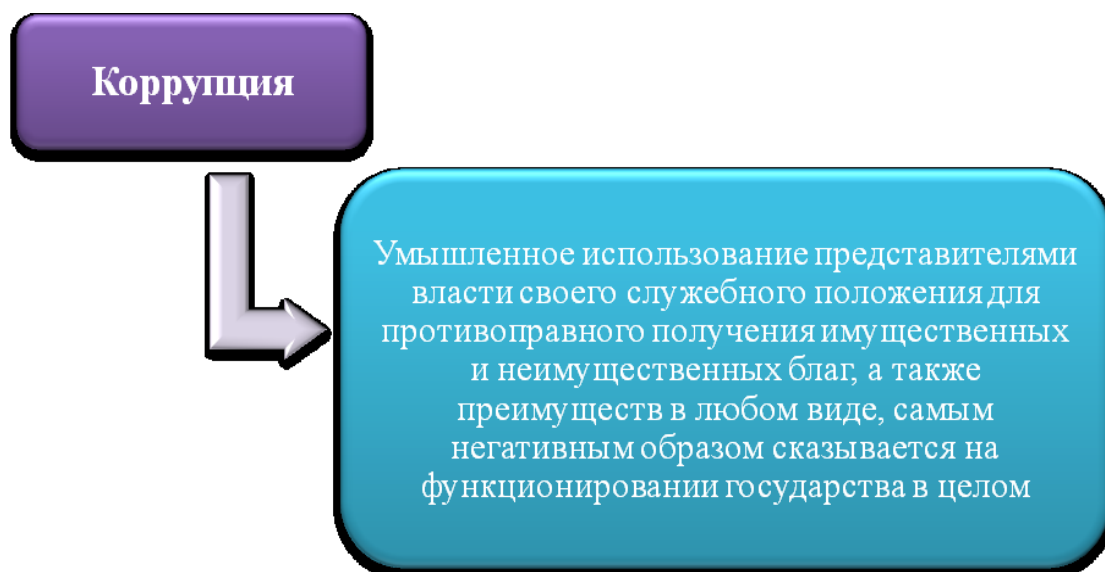 Коррупция
Умышленное использование представителями
власти своего служебного положения для
противоправного получения имущественных
и неимущественных благ, а также
преимуществ в любом виде, самым
негативным образом сказывается на
функционировании государства в целом